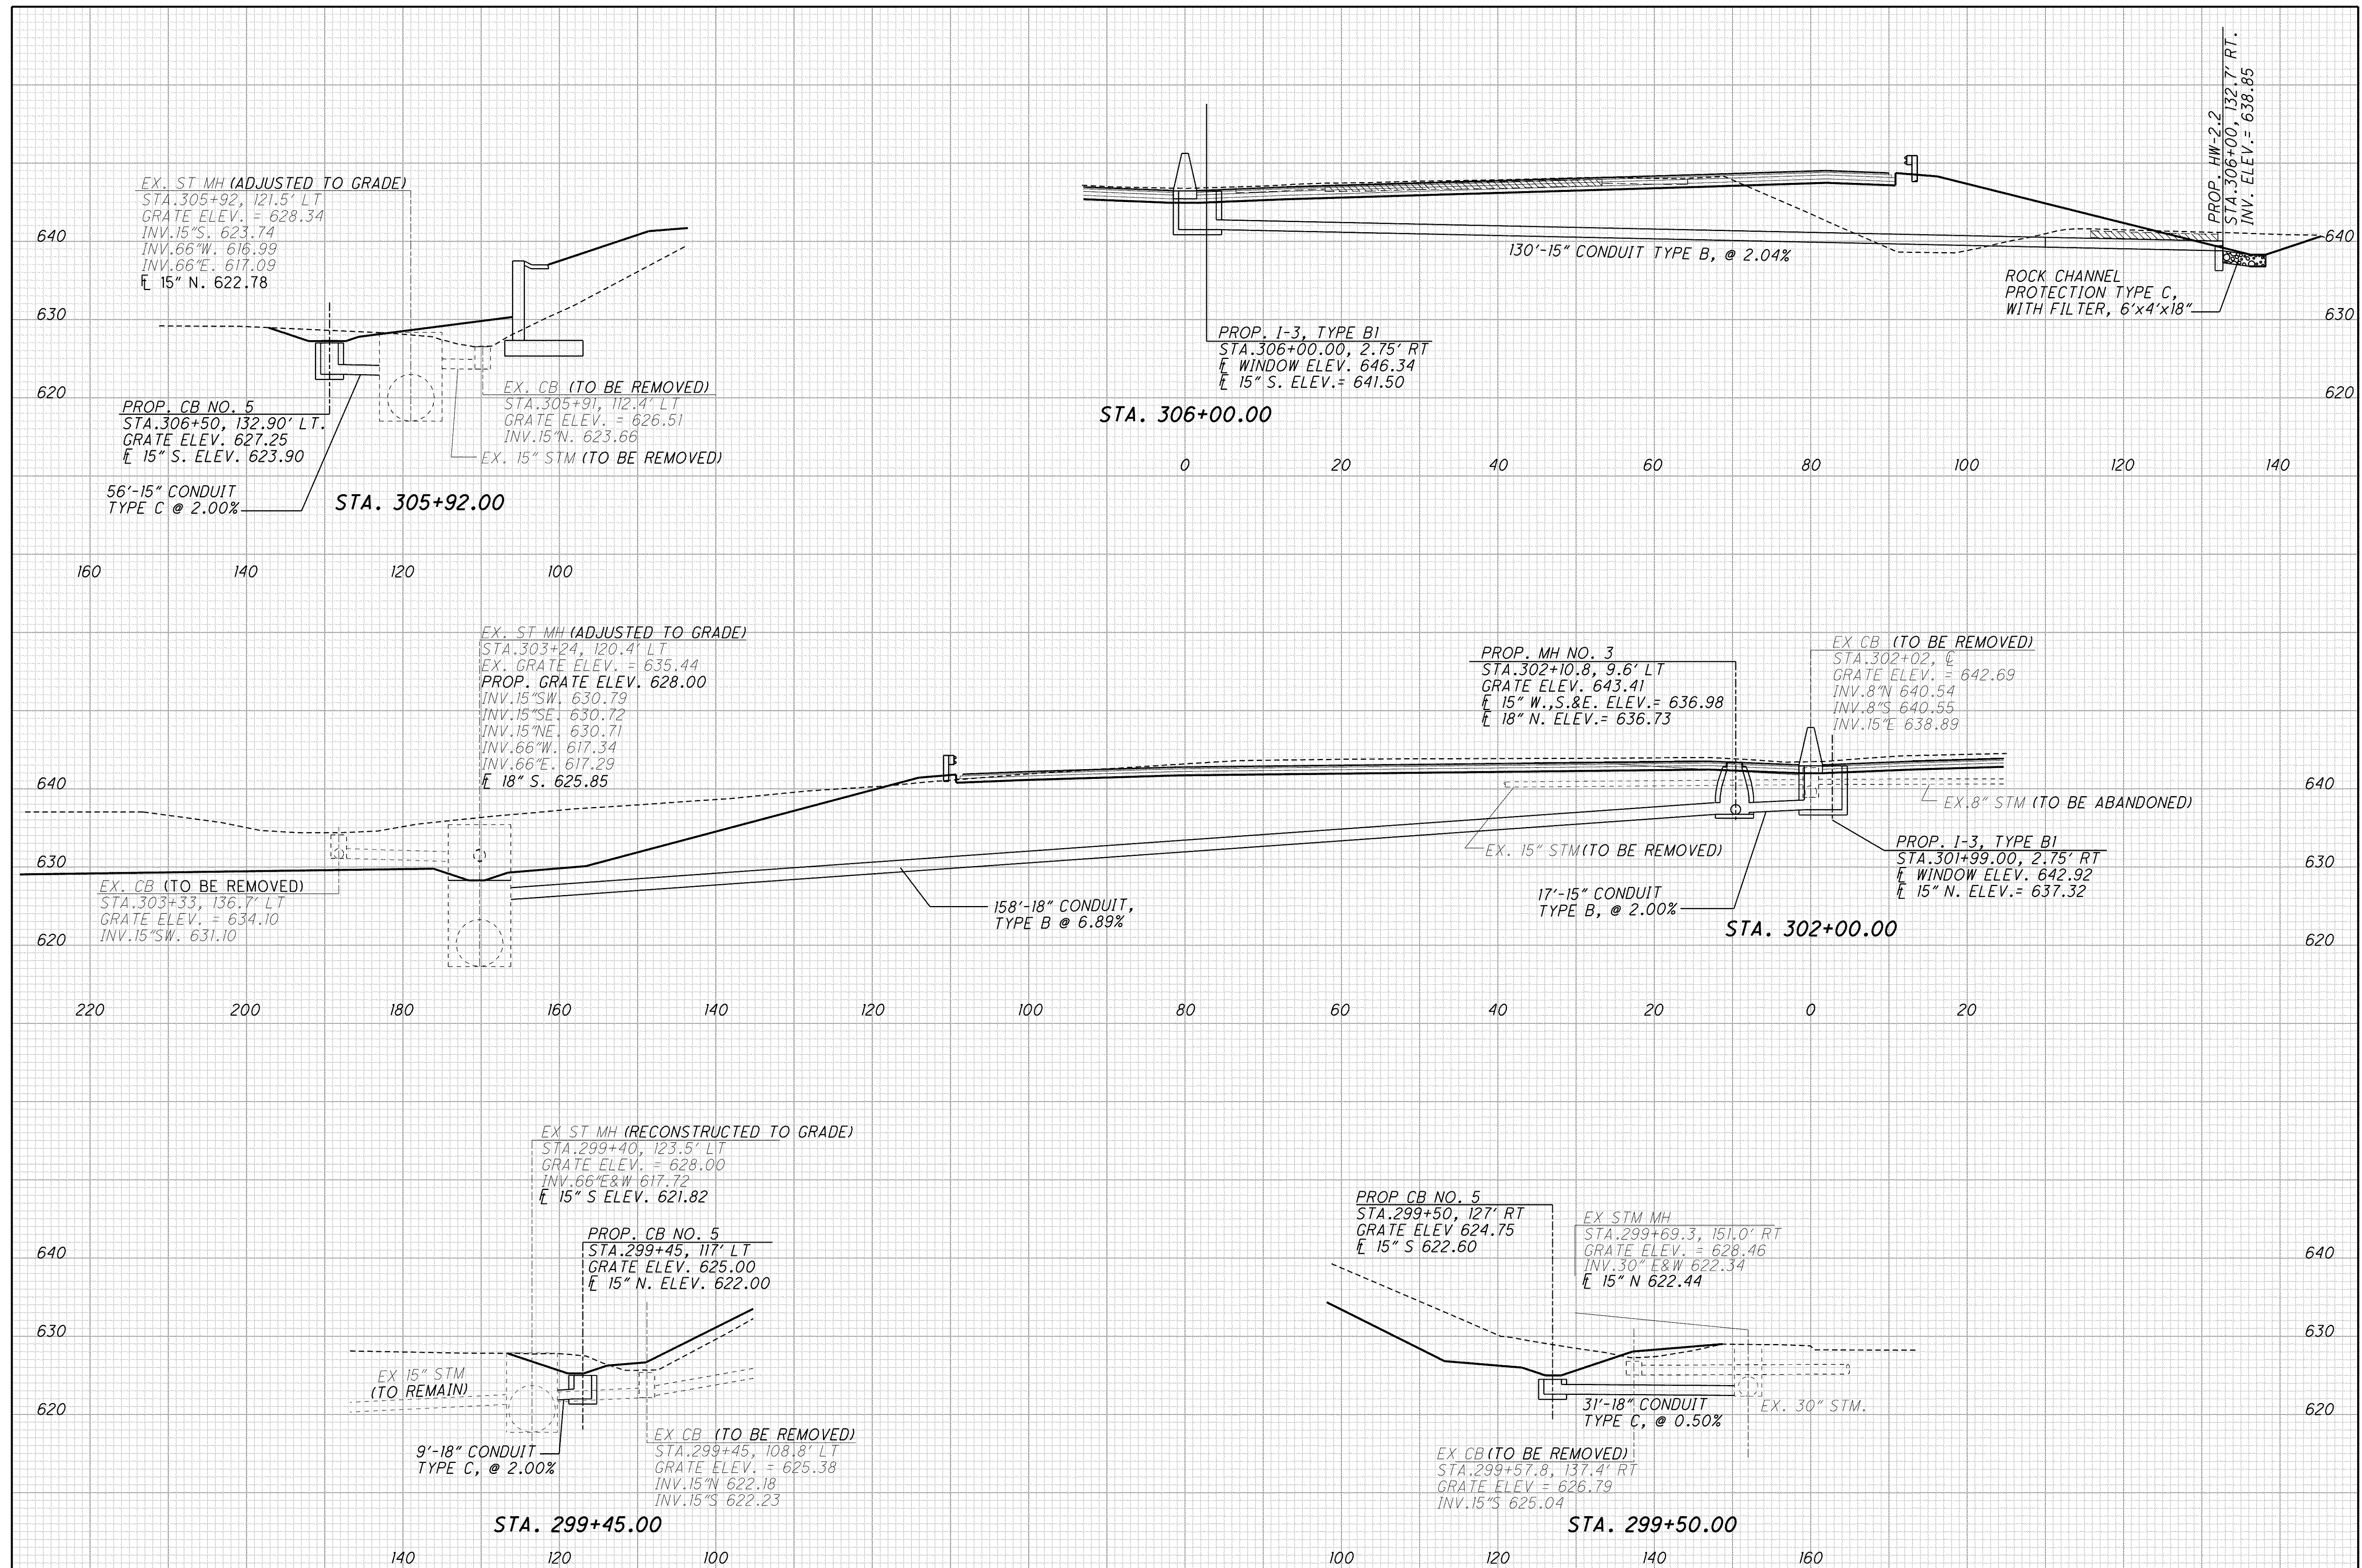 EX. ST MH (ADJUSTED TO GRADE)
STA.305+92, 121.5' LT
GRATE ELEV. = 628.34
INV.15"S. 623.74
INV.66"W. 616.99
INV.66"E. 617.09
℄ 15" N. 622.78
640
630
620
PROP. CB NO. 5
STA.306+50, 132.90' LT.
GRATE ELEV. 627.25
℄ 15" S. ELEV. 623.90
56'-15" CONDUIT
TYPE C @ 2.00%
EX. CB (TO BE REMOVED)
STA.305+91, 112.4' LT
GRATE ELEV. = 626.51
INV.15"N. 623.66
EX. 15" STM (TO BE REMOVED)
STA. 305+92.00
160 140 120 100
PROP. HW-2.2
STA.306+00, 132.7' RT.
INV. ELEV.= 638.85
130'-15" CONDUIT TYPE B, @ 2.04%
ROCK CHANNEL
PROTECTION TYPE C,
WITH FILTER, 6'x4'x18"
PROP. I-3, TYPE B1
STA.306+00.00, 2.75' RT
℄ WINDOW ELEV. 646.34
℄ 15" S. ELEV.= 641.50
640
630
620
STA. 306+00.00
0 20 40 60 80 100 120 140
EX. ST MH (ADJUSTED TO GRADE)
STA.303+24, 120.4' LT
EX. GRATE ELEV. = 635.44
PROP. GRATE ELEV. 628.00
INV.15"SW. 630.79
INV.15"SE. 630.72
INV.15"NE. 630.71
INV.66"W. 617.34
INV.66"E. 617.29
℄ 18" S. 625.85
PROP. MH NO. 3
STA.302+10.8, 9.6' LT
GRATE ELEV. 643.41
℄ 15" W.,S.&E. ELEV.= 636.98
℄ 18" N. ELEV.= 636.73
EX CB (TO BE REMOVED)
STA.302+02, ℄
GRATE ELEV. = 642.69
INV.8"N 640.54
INV.8"S 640.55
INV.15"E 638.89
640
630
620
640
630
620
EX.8" STM (TO BE ABANDONED)
EX. 15" STM(TO BE REMOVED)
PROP. I-3, TYPE B1
STA.301+99.00, 2.75' RT
℄ WINDOW ELEV. 642.92
℄ 15" N. ELEV.= 637.32
EX. CB (TO BE REMOVED)
STA.303+33, 136.7' LT
GRATE ELEV. = 634.10
INV.15"SW. 631.10
158'-18" CONDUIT,
TYPE B @ 6.89%
17'-15" CONDUIT
TYPE B, @ 2.00%
STA. 302+00.00
220 200 180 160 140 120 100 80 60 40 20 0 20
EX ST MH (RECONSTRUCTED TO GRADE)
STA.299+40, 123.5' LT
GRATE ELEV. = 628.00
INV.66"E&W 617.72
℄ 15" S ELEV. 621.82
PROP. CB NO. 5
STA.299+45, 117' LT
GRATE ELEV. 625.00
℄ 15" N. ELEV. 622.00
640
630
620
EX 15" STM
(TO REMAIN)
9'-18" CONDUIT
TYPE C, @ 2.00%
EX CB (TO BE REMOVED)
STA.299+45, 108.8' LT
GRATE ELEV. = 625.38
INV.15"N 622.18
INV.15"S 622.23
STA. 299+45.00
140 120 100
PROP CB NO. 5
STA.299+50, 127' RT
GRATE ELEV 624.75
℄ 15" S 622.60
EX STM MH
STA.299+69.3, 151.0' RT
GRATE ELEV. = 628.46
INV.30" E&W 622.34
℄ 15" N 622.44
640
630
620
31'-18" CONDUIT
TYPE C, @ 0.50%
EX. 30" STM.
EX CB(TO BE REMOVED)
STA.299+57.8, 137.4' RT
GRATE ELEV = 626.79
INV.15"S 625.04
STA. 299+50.00
100 120 140 160